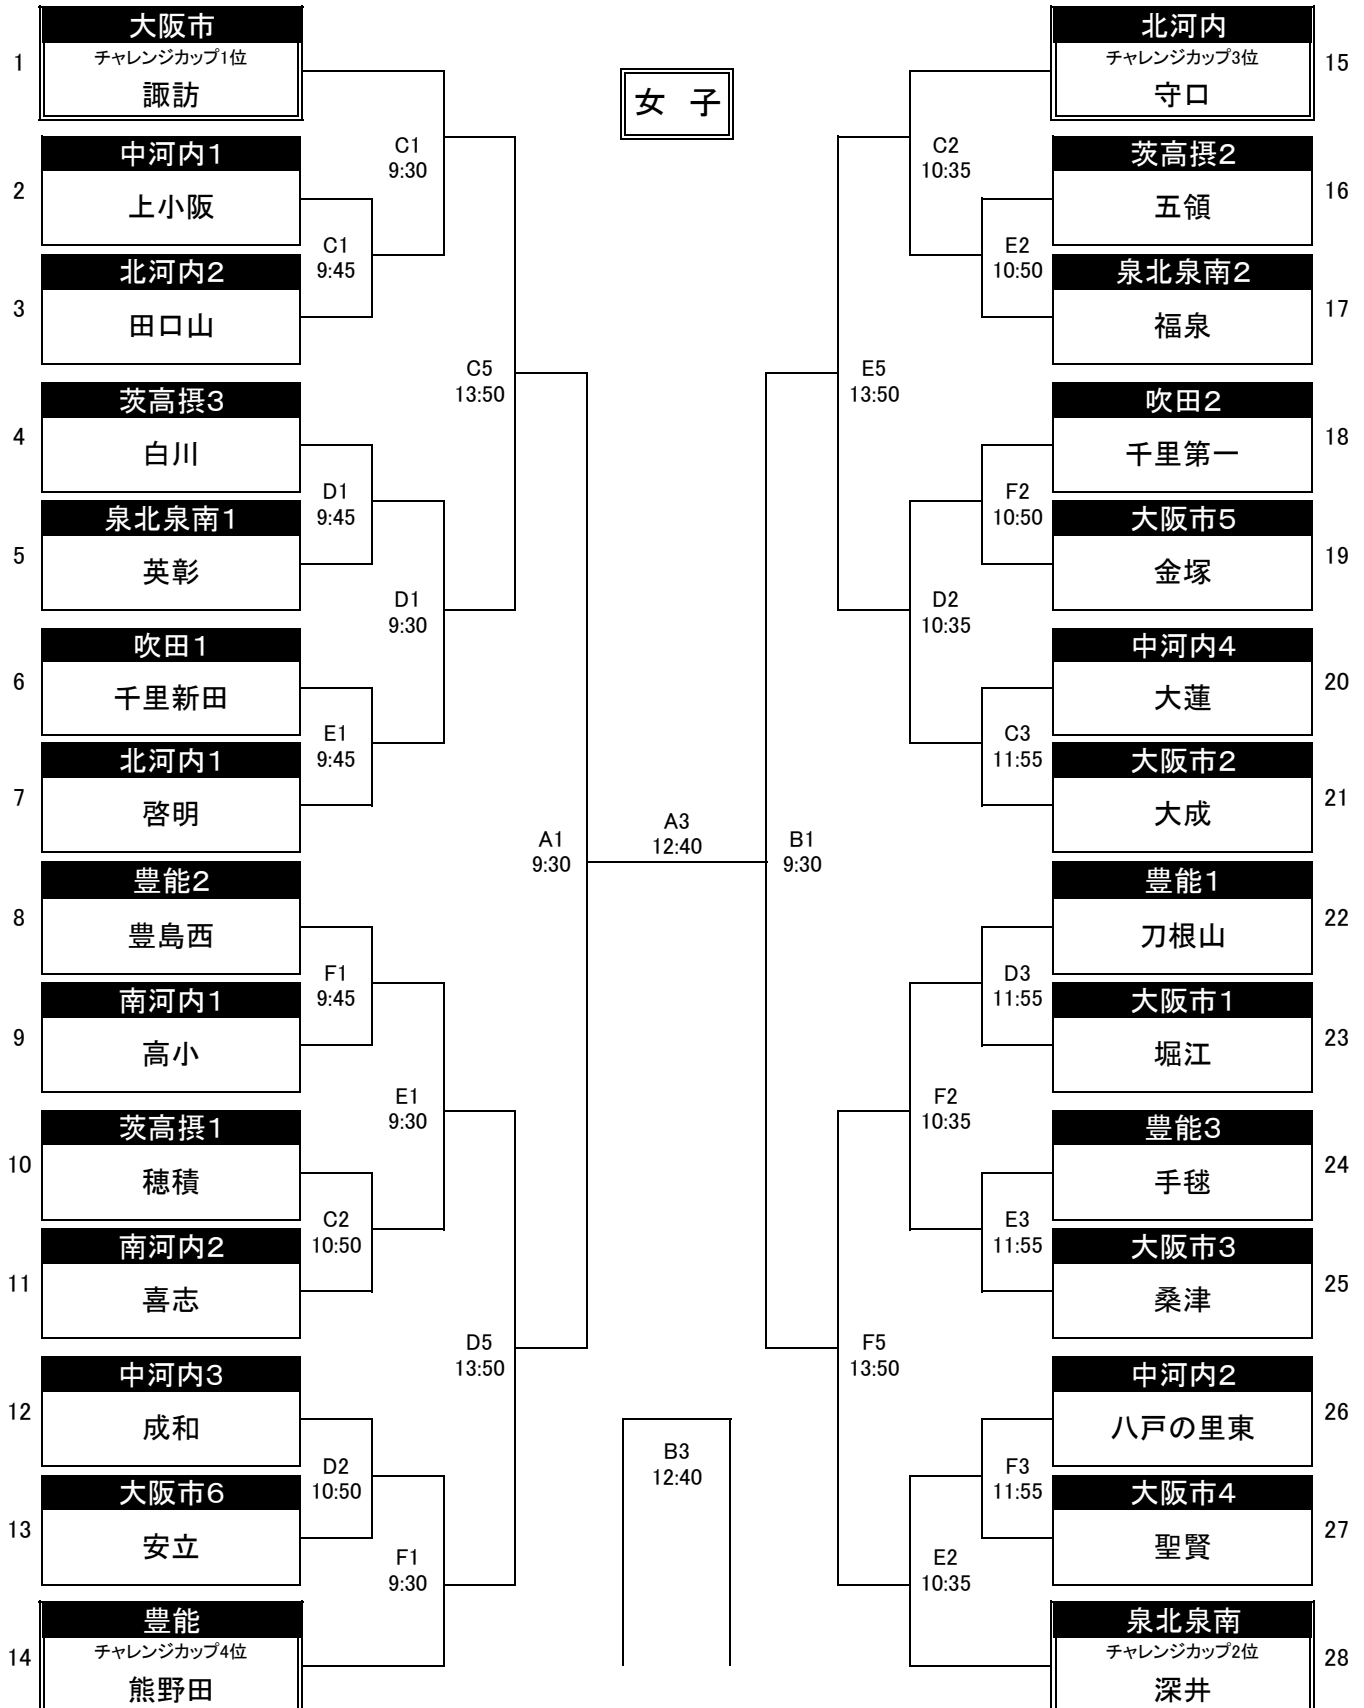 女 子
1
大阪市
チャレンジカップ1位
諏訪
2
中河内1
上小阪
3
北河内2
田口山
4
茨高摂3
白川
5
泉北泉南1
英彰
6
吹田1
千里新田
7
北河内1
啓明
8
豊能2
豊島西
9
南河内1
高小
10
茨高摂1
穂積
11
南河内2
喜志
12
中河内3
成和
13
大阪市6
安立
14
豊能
チャレンジカップ4位
熊野田
C1
9:45
D1
9:45
E1
9:45
F1
9:45
C2
10:50
D2
10:50
C1
9:30
D1
9:30
E1
9:30
F1
9:30
C5
13:50
D5
13:50
A1
9:30
A3
12:40
B3
12:40
B1
9:30
E5
13:50
F5
13:50
C2
10:35
D2
10:35
F2
10:35
E2
10:35
E2
10:50
F2
10:50
C3
11:55
D3
11:55
E3
11:55
F3
11:55
北河内
チャレンジカップ3位
守口
15
茨高摂2
五領
16
泉北泉南2
福泉
17
吹田2
千里第一
18
大阪市5
金塚
19
中河内4
大蓮
20
大阪市2
大成
21
豊能1
刀根山
22
大阪市1
堀江
23
豊能3
手毬
24
大阪市3
桑津
25
中河内2
八戸の里東
26
大阪市4
聖賢
27
泉北泉南
チャレンジカップ2位
深井
28